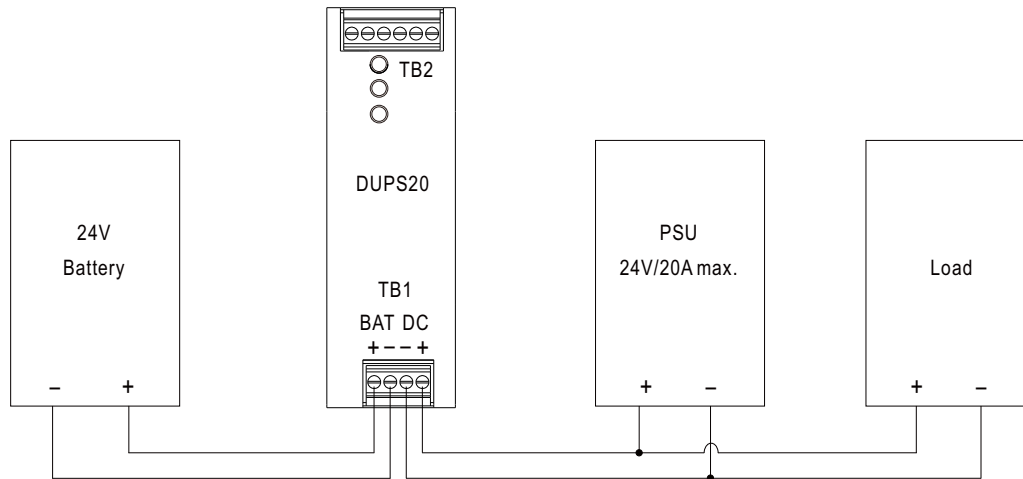 TB2
DUPS20
24V
Battery
− +
TB1
BAT DC
+ − − +
PSU
24V/20A max.
+ −
Load
+ −